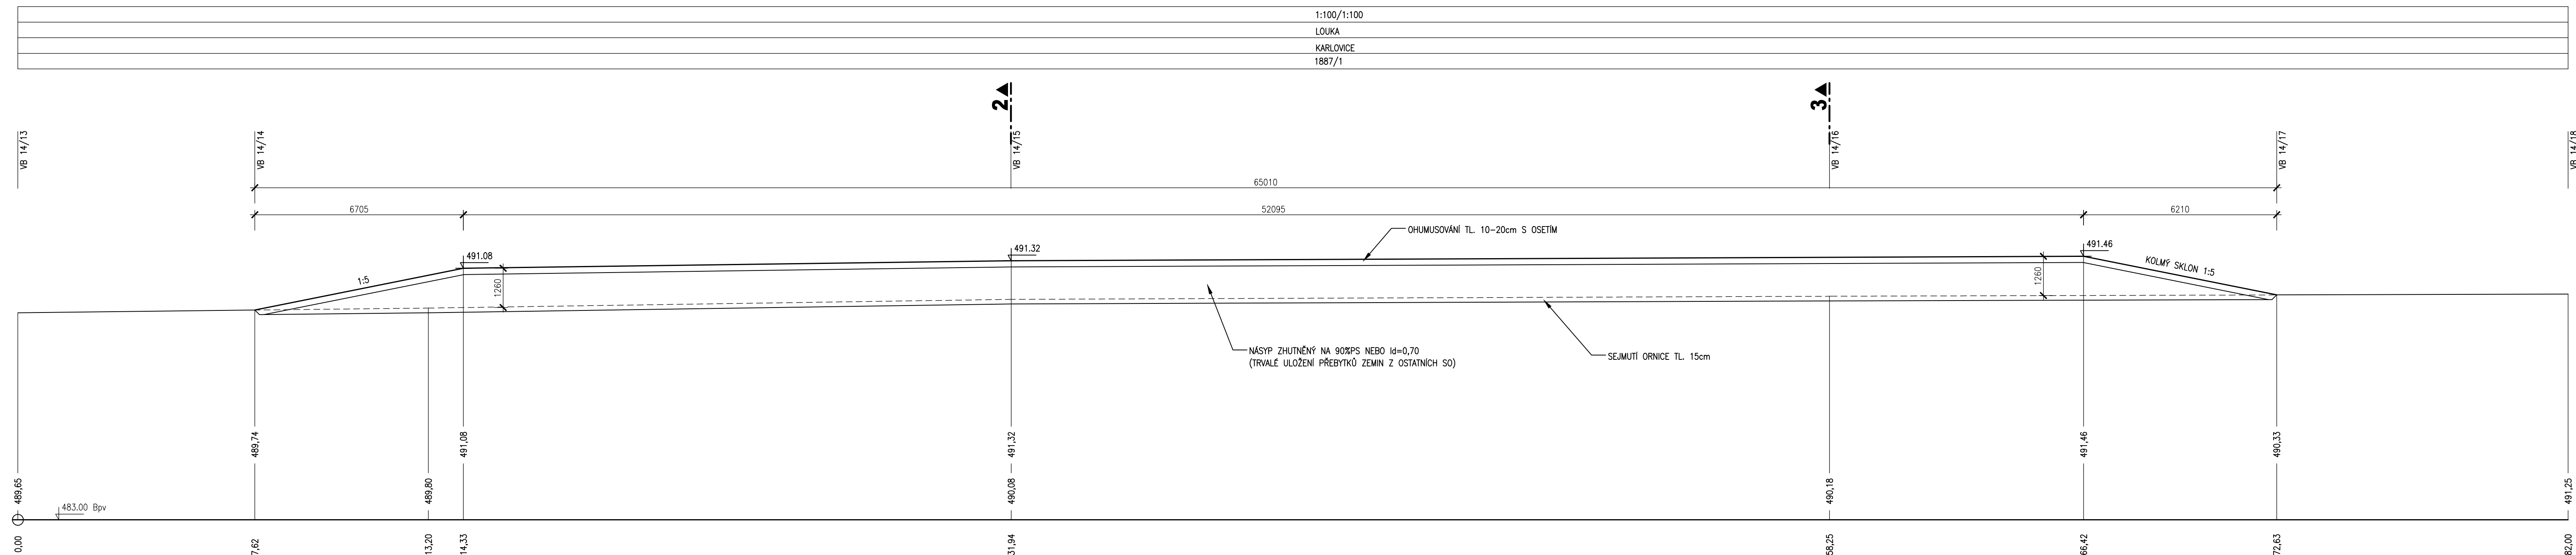 1:100/1:100
LOUKA
KARLOVICE
1887/1
2
3
VB 14/13
VB 14/14
VB 14/15
VB 14/16
VB 14/17
VB 14/18
65010
6705
52095
6210
OHUMUSOVÁNÍ TL. 10-20cm S OSETÍM
491.08
491.32
491.46
1:5
KOLMÝ SKLON 1:5
1260
1260
NÁSYP ZHUTNĚNÝ NA 90%PS NEBO Id=0,70
(TRVALÉ ULOŽENÍ PŘEBYTKŮ ZEMIN Z OSTATNÍCH SO)
SEJMUTÍ ORNICE TL. 15cm
489,74
491,08
491,32
491,46
490,33
489,65
489,80
490,08
490,18
491,25
483.00 Bpv
0,00
7,62
13,20
14,33
31,94
58,25
66,42
72,63
82,00